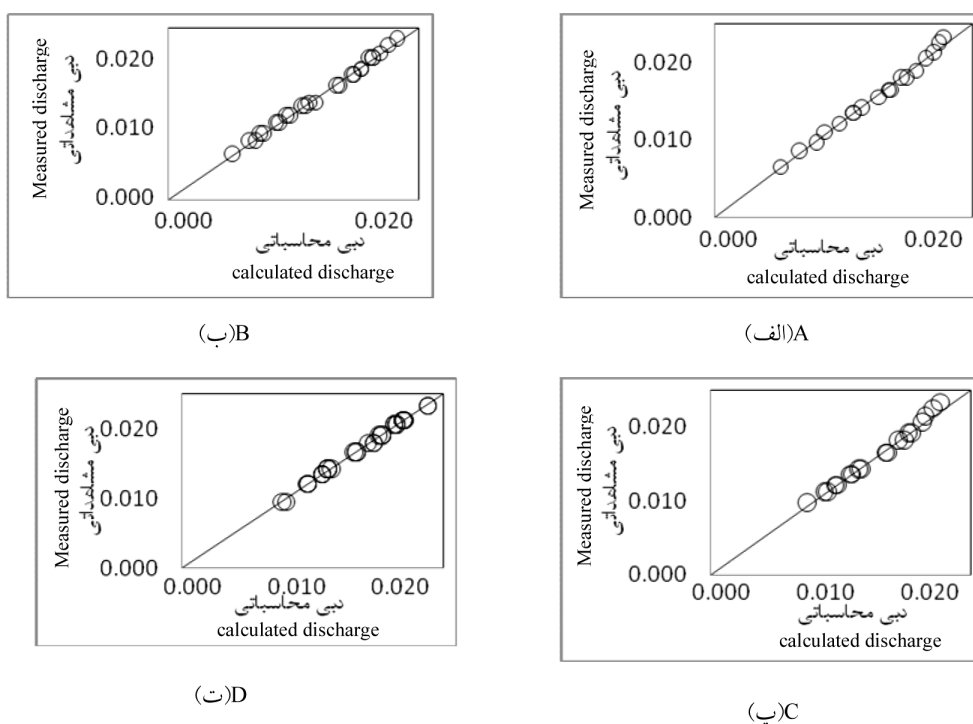 Measured discharge
دبی مشاهداتی
0.020
0.010
0.000
0.000 0.020
دبی محاسباتی
calculated discharge
B(ب)
Measured discharge
دبی مشاهداتی
0.020
0.010
0.000
0.000 0.020
دبی محاسباتی
calculated discharge
A(الف)
Measured discharge
دبی مشاهداتی
0.020
0.010
0.000
0.000 0.010 0.020
دبی محاسباتی
calculated discharge
D(ت)
Measured discharge
دبی مشاهداتی
0.020
0.010
0.000
0.000 0.010 0.020
دبی محاسباتی
calculated discharge
C(پ)